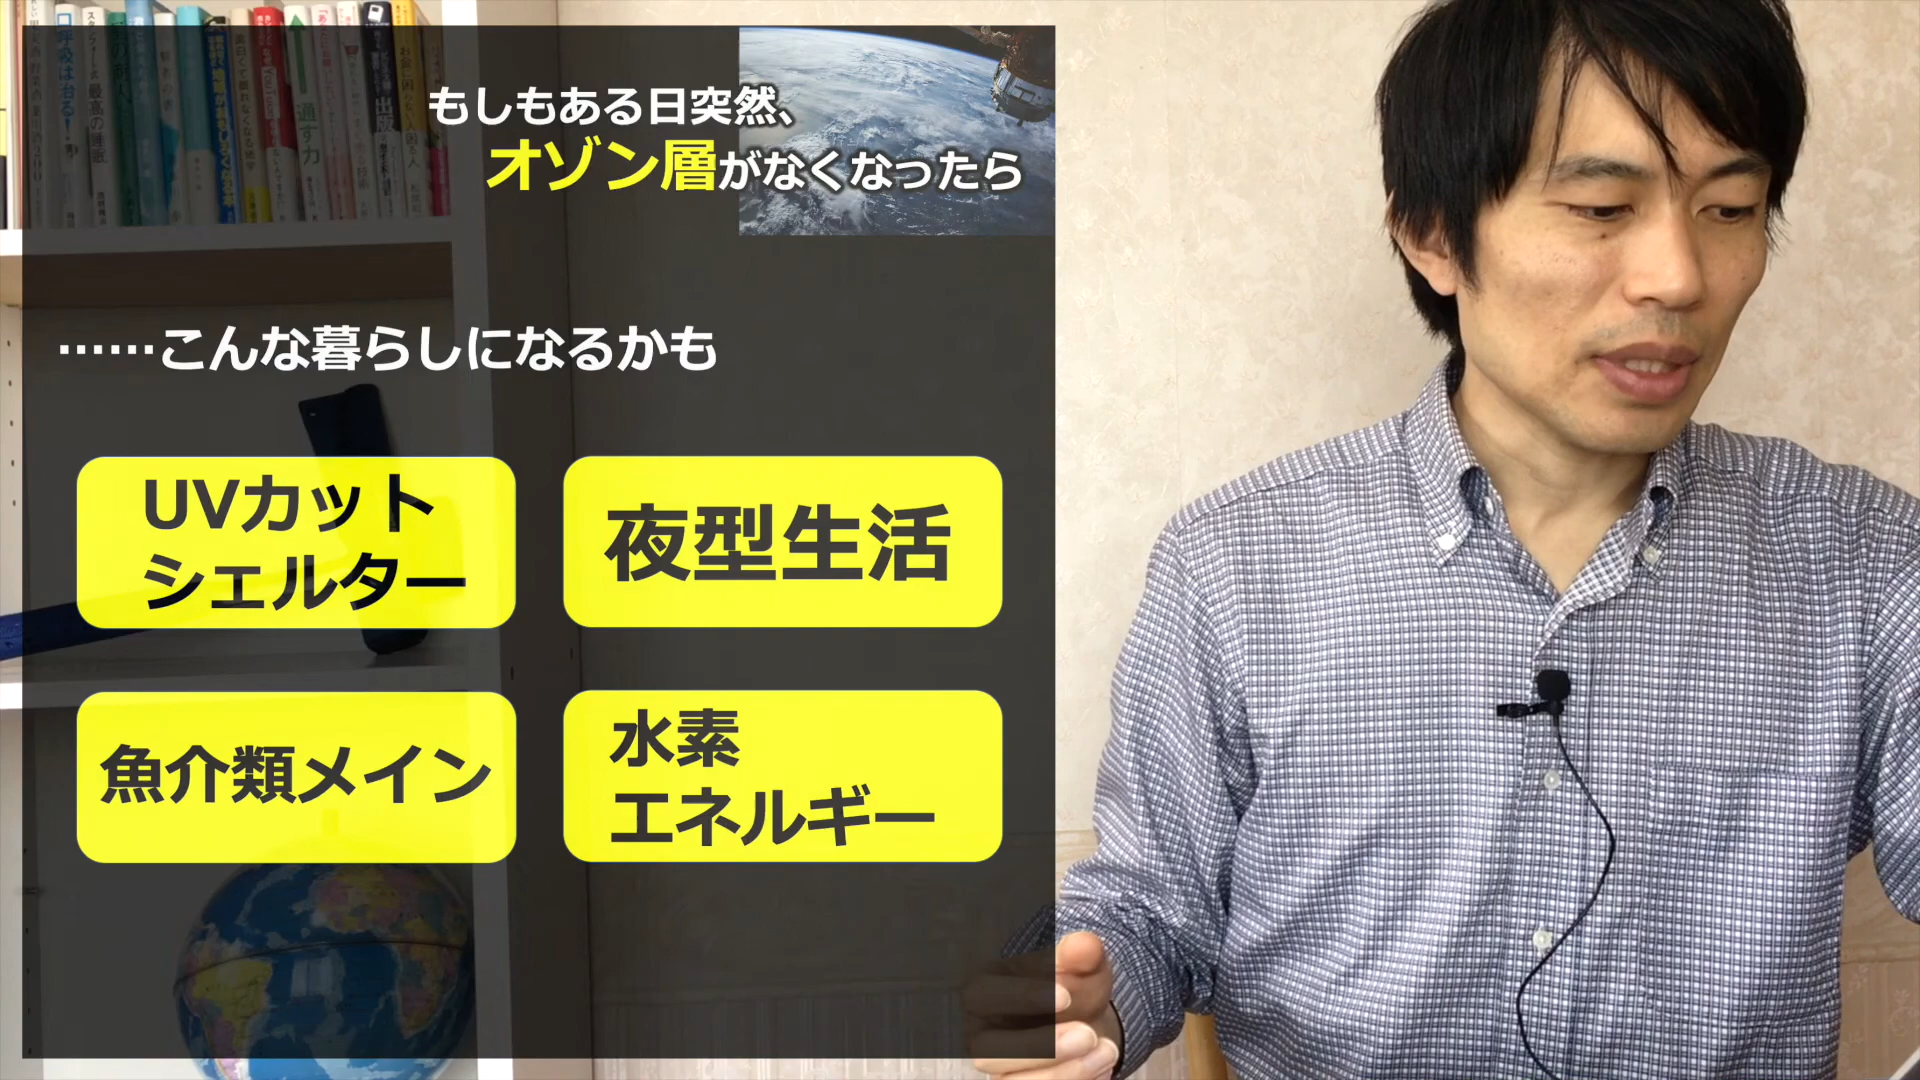 もしもある日突然、
オゾン層がなくなったら
……こんな暮らしになるかも
UVカット
シェルター
夜型生活
魚介類メイン
水素
エネルギー
通す力